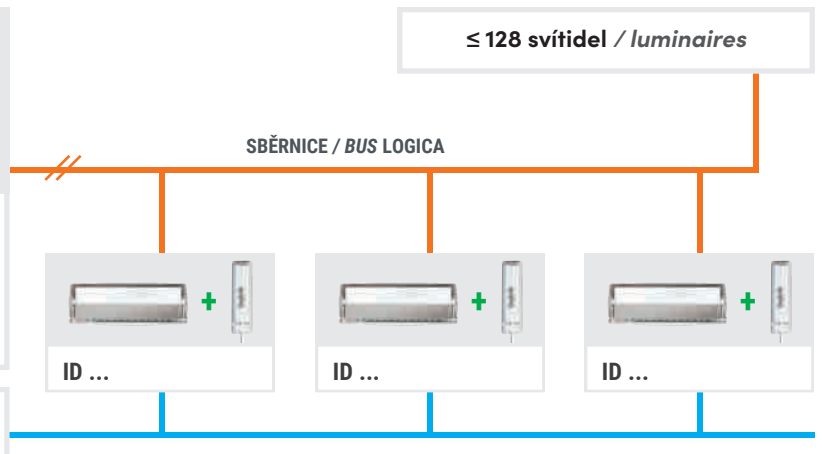 ≤ 128 svítidel / luminaires
SBĚRNICE / BUS LOGICA
ID ...
ID ...
ID ...